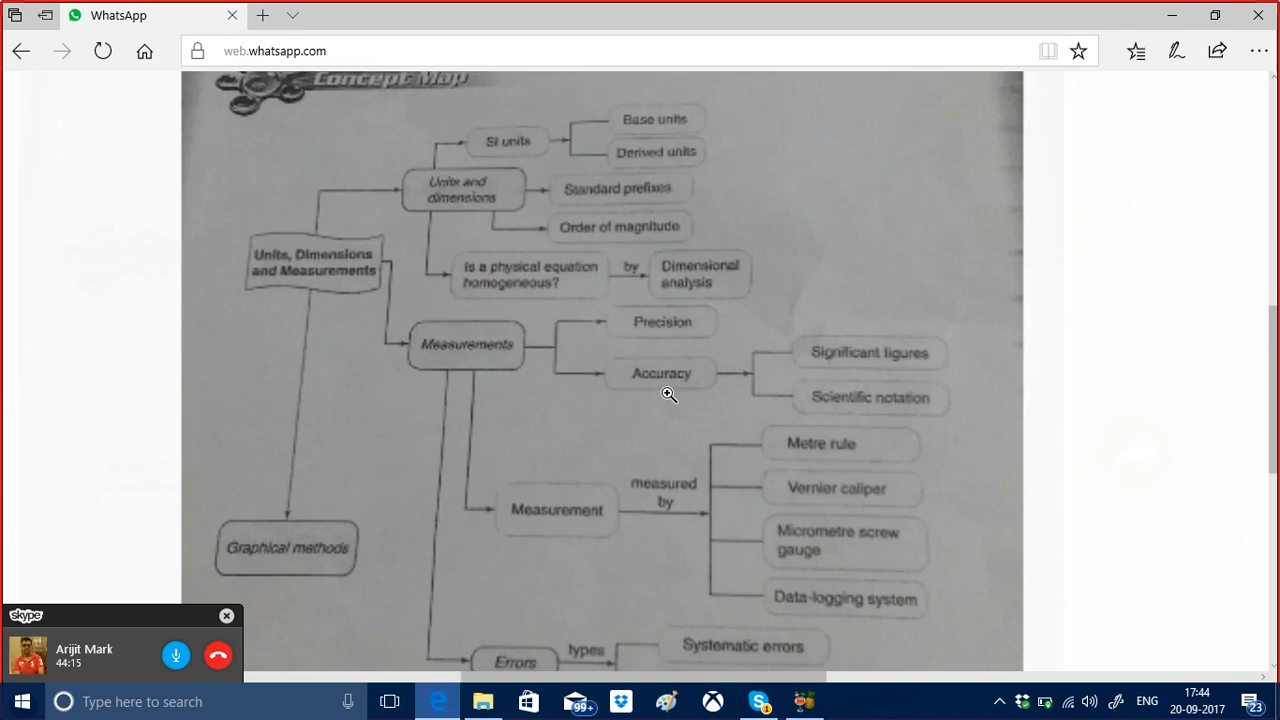 WhatsApp
web.whatsapp.com
Concept Map
SI units
Base units
Derived units
Units and
dimensions
Standard prefixes
Order of magnitude
Units, Dimensions
and Measurements
Is a physical equation
homogeneous?
by
Dimensional
analysis
Measurements
Precision
Accuracy
Significant figures
Scientific notation
Metre rule
measured
by
Vernier caliper
Measurement
Micrometre screw
gauge
Graphical methods
Data-logging system
Errors
types
Systematic errors
skype
Arijit Mark
44:15
Type here to search
99+
1
ENG
17:44
20-09-2017
23